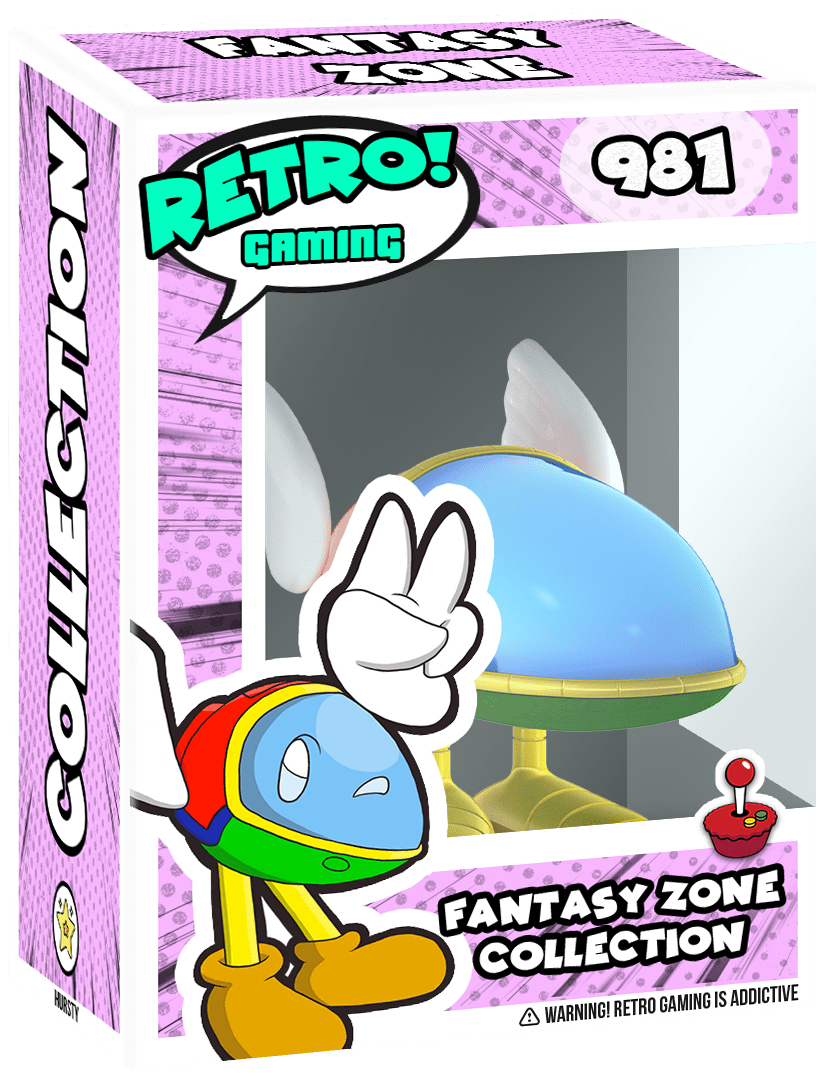 FANTASY
ZONE
RETRO!
GAMING
981
COLLECTION
FANTASY ZONE
COLLECTION
HURSTY
WARNING! RETRO GAMING IS ADDICTIVE